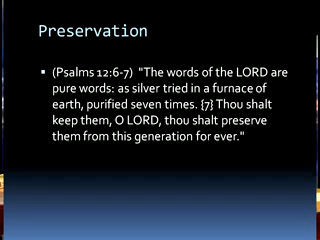 Preservation
(Psalms 12:6-7) "The words of the LORD are
pure words: as silver tried in a furnace of
earth, purified seven times. {7} Thou shalt
keep them, O LORD, thou shalt preserve
them from this generation for ever."